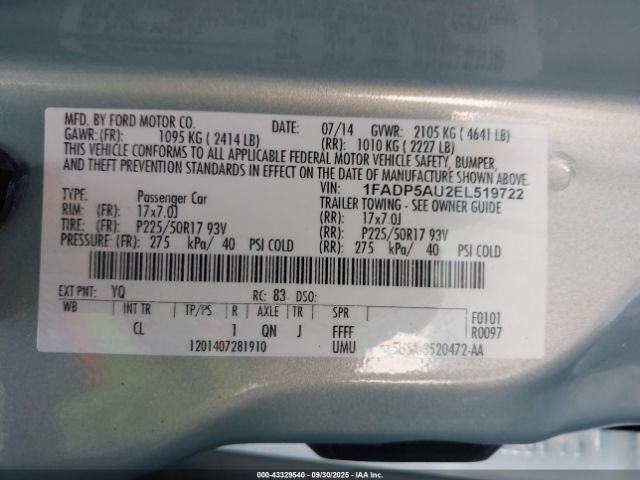 MFD. BY FORD MOTOR CO. DATE: 07/14 GVWR: 2105 KG ( 4641 LB)
GAWR: (FR): 1095 KG ( 2414 LB) (RR): 1010 KG ( 2227 LB)
THIS VEHICLE CONFORMS TO ALL APPLICABLE FEDERAL MOTOR VEHICLE SAFETY, BUMPER,
AND THEFT PREVENTION STANDARDS IN EFFECT ON THE DATE OF MANUFACTURE SHOWN ABOVE.
VIN: 1FADP5AU2EL519722
TYPE: Passenger Car TRAILER TOWING - SEE OWNER GUIDE
RIM: (FR): 17x7.0J (RR): 17x7.0J
TIRE: (FR): P225/50R17 93V (RR): P225/50R17 93V
PRESSURE: (FR): 275 kPa/ 40 PSI COLD (RR): 275 kPa/ 40 PSI COLD
EXT PNT: YQ RC: 83 DSO:
WB INT TR TP/PS R AXLE TR SPR F0101
CL 1 QN J FFFF R0097
1201407281910 UMU 3520472-AA
000-43329540 - 09/30/2025 - IAA Inc.